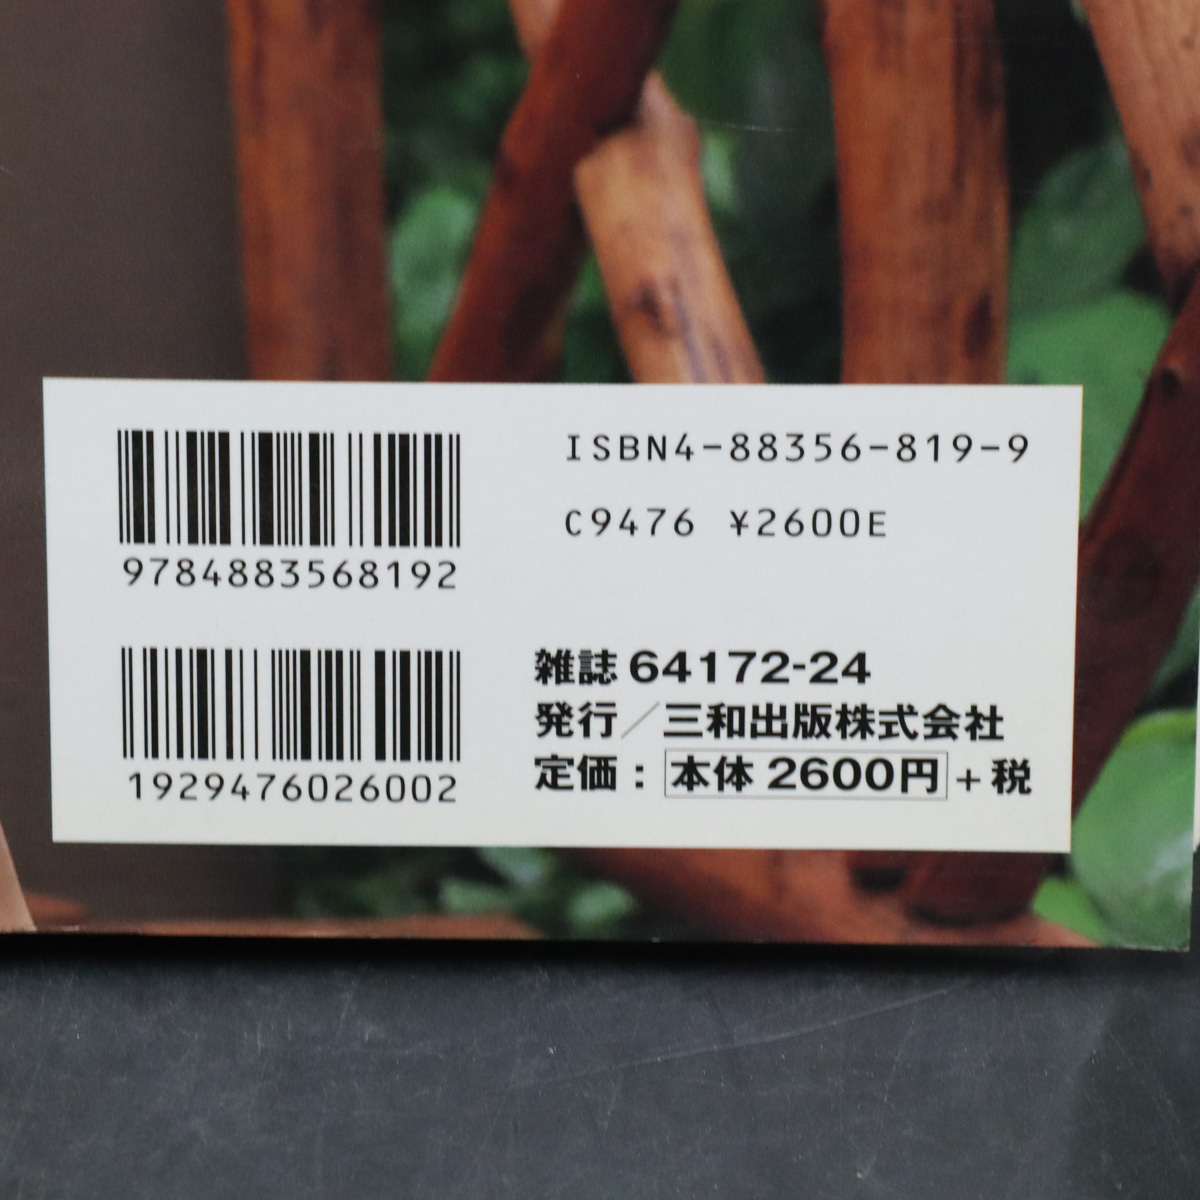 ISBN4-88356-819-9
C9476 ¥2600E
9784883568192
1929476026002
雑誌 64172-24
発行／三和出版株式会社
定価：本体 2600円+税